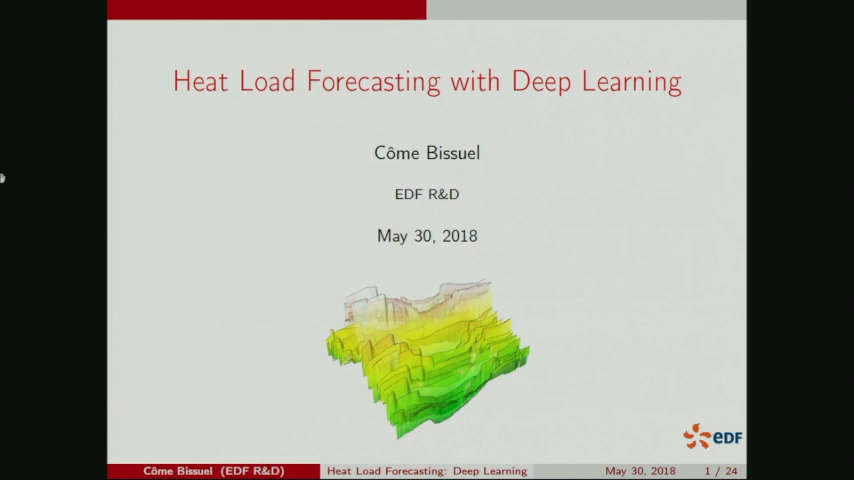 Heat Load Forecasting with Deep Learning
Côme Bissuel
EDF R&D
May 30, 2018
eDF
Côme Bissuel (EDF R&D) Heat Load Forecasting: Deep Learning May 30, 2018 1 / 24